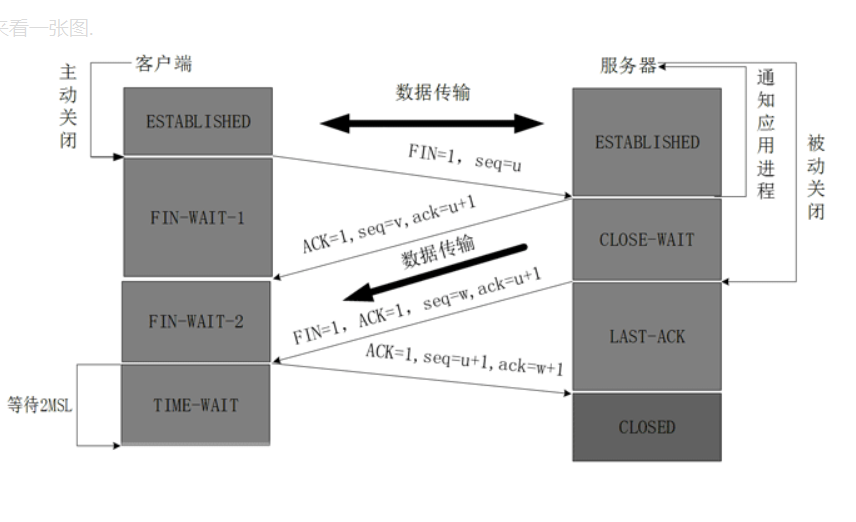 来看一张图.
客户端
服务器
主动关闭
数据传输
通知应用进程
被动关闭
ESTABLISHED
ESTABLISHED
FIN=1, seq=u
FIN-WAIT-1
ACK=1,seq=v,ack=u+1
CLOSE-WAIT
数据传输
FIN-WAIT-2
FIN=1, ACK=1, seq=w,ack=u+1
LAST-ACK
ACK=1,seq=u+1,ack=w+1
等待2MSL
TIME-WAIT
CLOSED